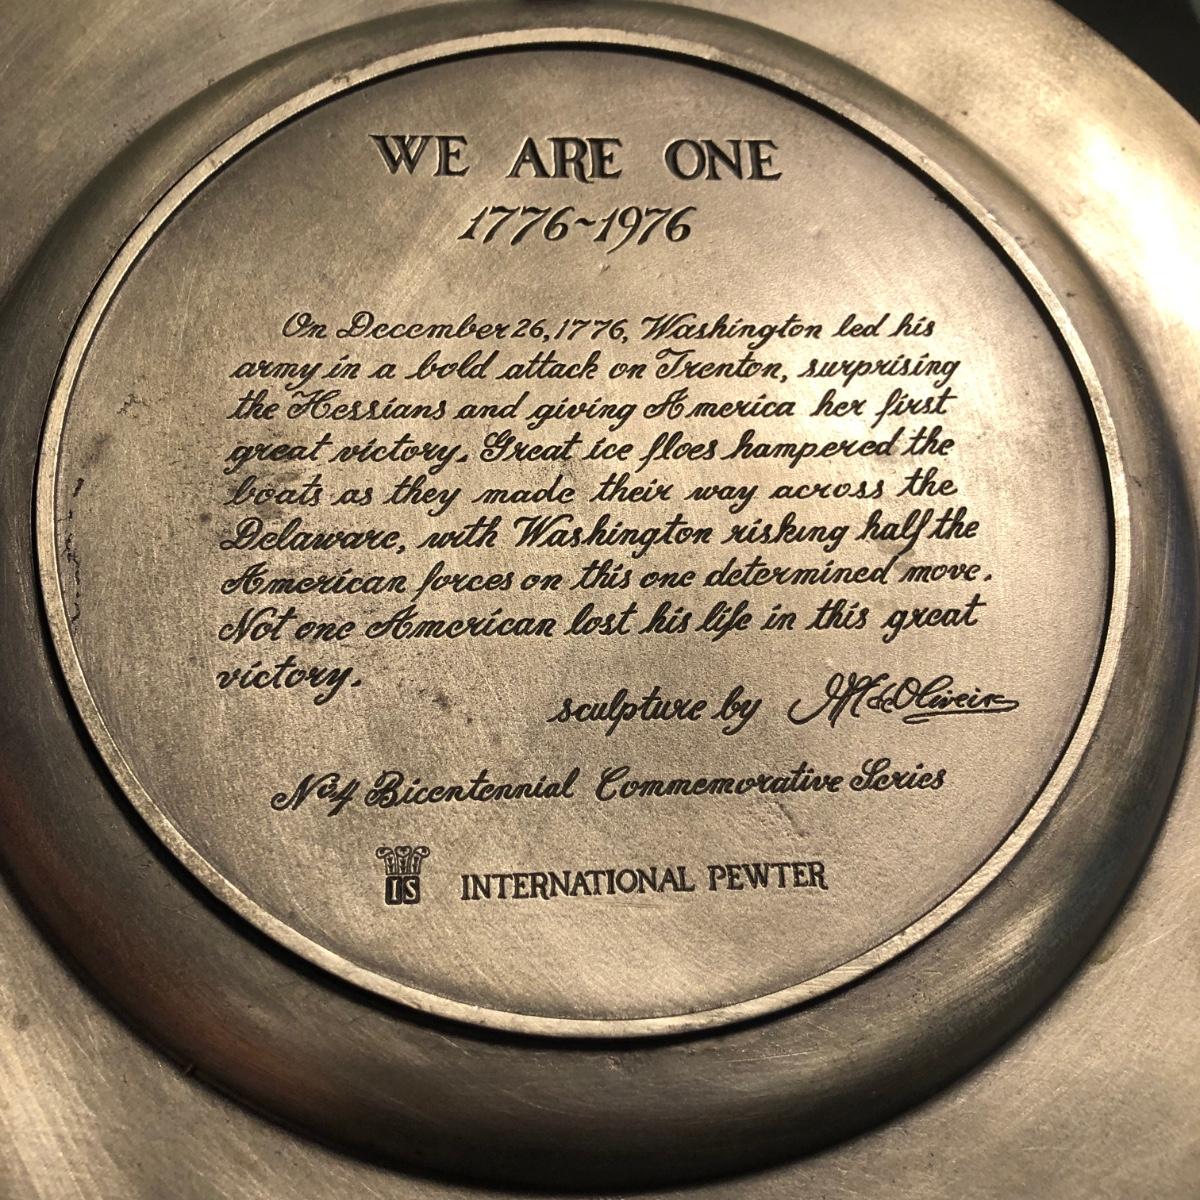 WE ARE ONE
1776~1976
On December 26, 1776, Washington led his
army in a bold attack on Trenton, surprising
the Hessians and giving America her first
great victory. Great ice floes hampered the
boats as they made their way across the
Delaware, with Washington risking half the
American forces on this one determined move.
Not one American lost his life in this great
victory.
sculpture by
No. 4 Bicentennial Commemorative Series
IS INTERNATIONAL PEWTER